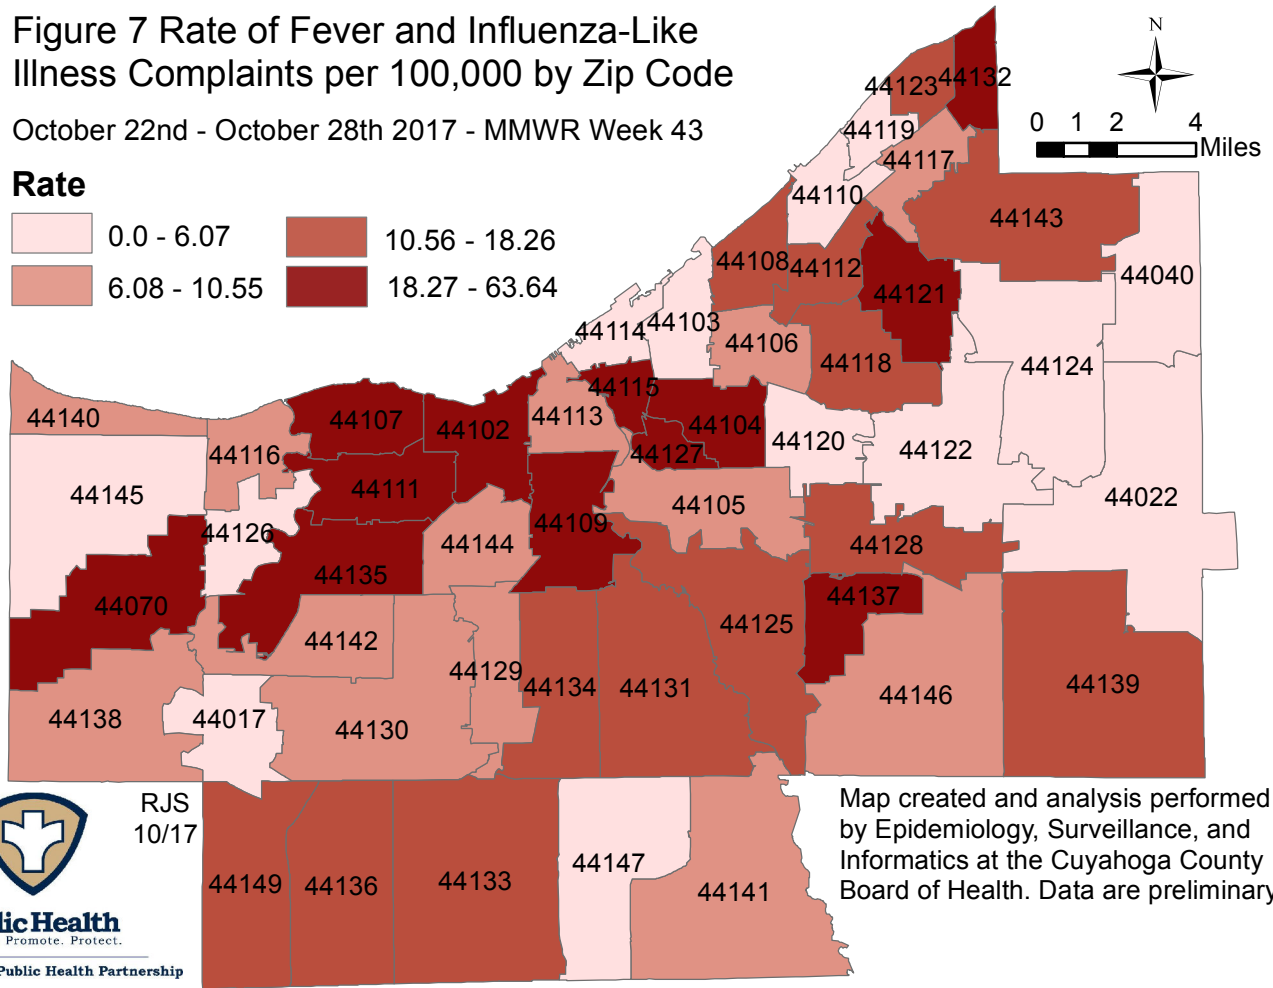 Figure 7 Rate of Fever and Influenza-Like
Illness Complaints per 100,000 by Zip Code
October 22nd - October 28th 2017 - MMWR Week 43
Rate
0.0 - 6.07
6.08 - 10.55
10.56 - 18.26
18.27 - 63.64
N
0 1 2 4
Miles
44123
44132
44119
44117
44110
44143
44108
44112
44040
44121
44114
44103
44106
44118
44124
44140
44107
44102
44113
44115
44104
44116
44127
44120
44122
44145
44111
44022
44126
44109
44105
44144
44128
44135
44070
44137
44142
44125
44129
44134
44131
44139
44138
44017
44130
44146
RJS
10/17
44149
44136
44133
44147
44141
Map created and analysis performed
by Epidemiology, Surveillance, and
Informatics at the Cuyahoga County
Board of Health. Data are preliminary
lic Health
Promote. Protect.
Public Health Partnership